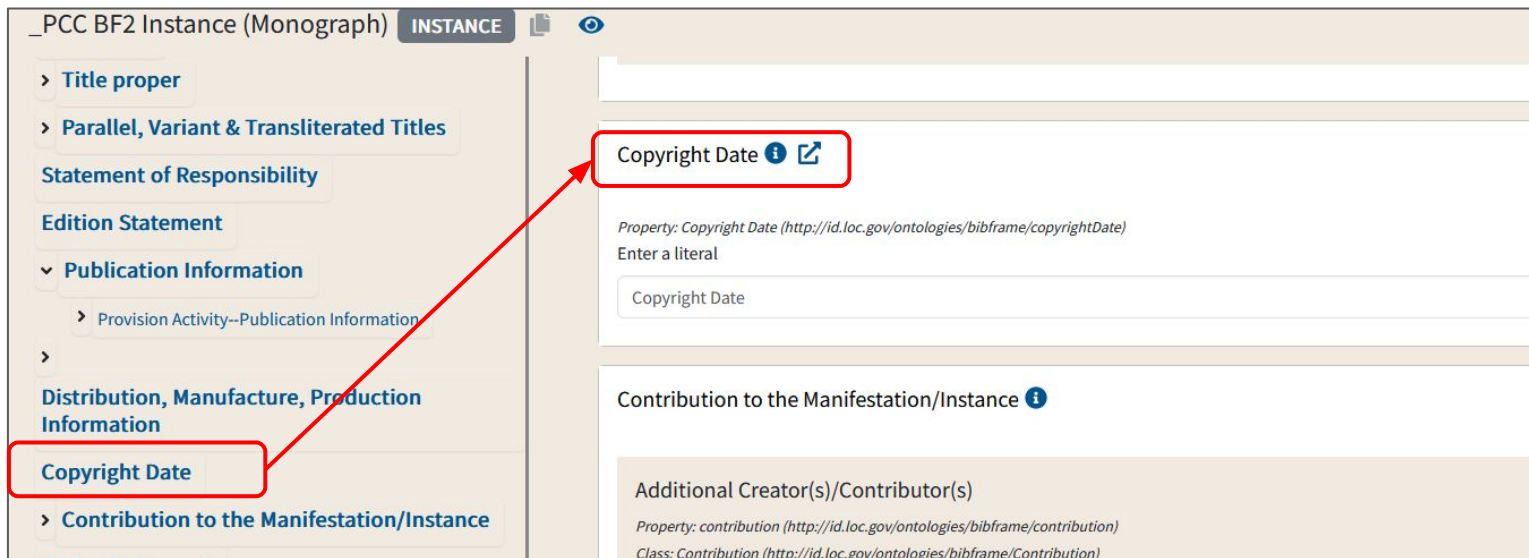 _PCC BF2 Instance (Monograph) INSTANCE
Title proper
Parallel, Variant & Transliterated Titles
Statement of Responsibility
Edition Statement
Publication Information
Provision Activity--Publication Information
Distribution, Manufacture, Production
Information
Copyright Date
Contribution to the Manifestation/Instance
Copyright Date
Property: Copyright Date (http://id.loc.gov/ontologies/bibframe/copyrightDate)
Enter a literal
Copyright Date
Contribution to the Manifestation/Instance
Additional Creator(s)/Contributor(s)
Property: contribution (http://id.loc.gov/ontologies/bibframe/contribution)
Class: Contribution (http://id.loc.gov/ontologies/bibframe/Contribution)